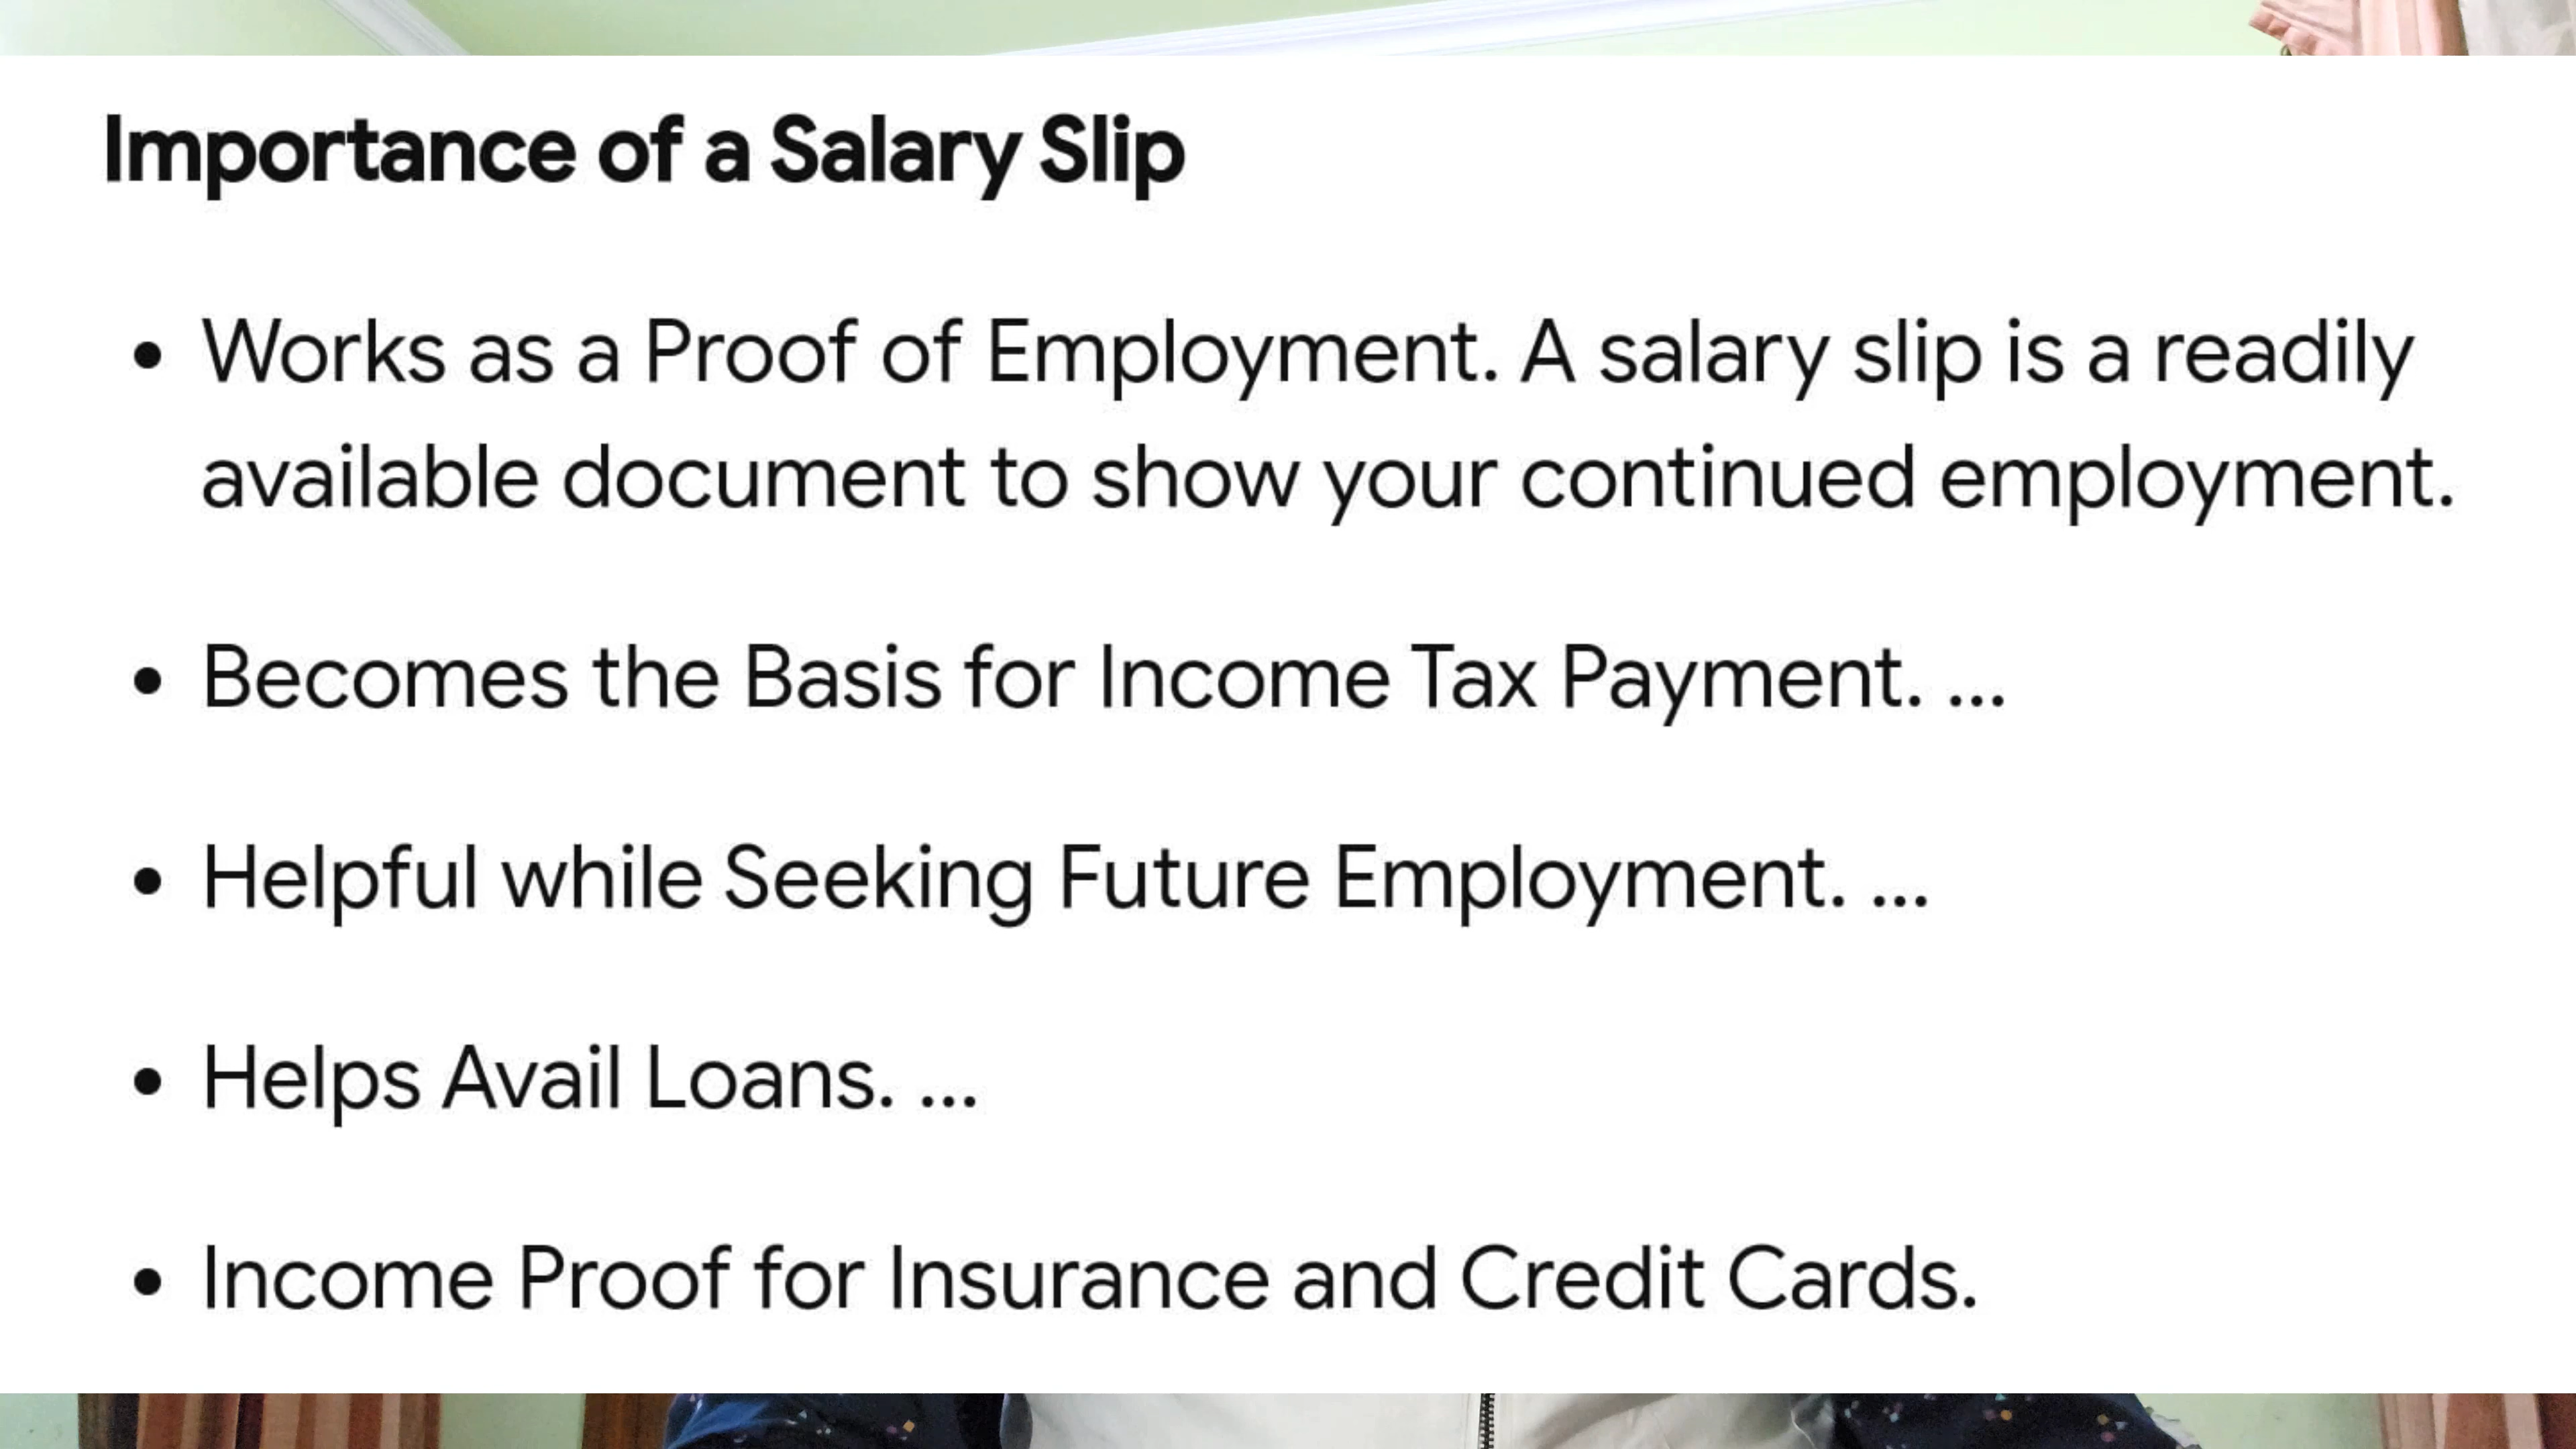 Importance of a Salary Slip
• Works as a Proof of Employment. A salary slip is a readily
available document to show your continued employment.
• Becomes the Basis for Income Tax Payment. ...
• Helpful while Seeking Future Employment. ...
• Helps Avail Loans. ...
• Income Proof for Insurance and Credit Cards.